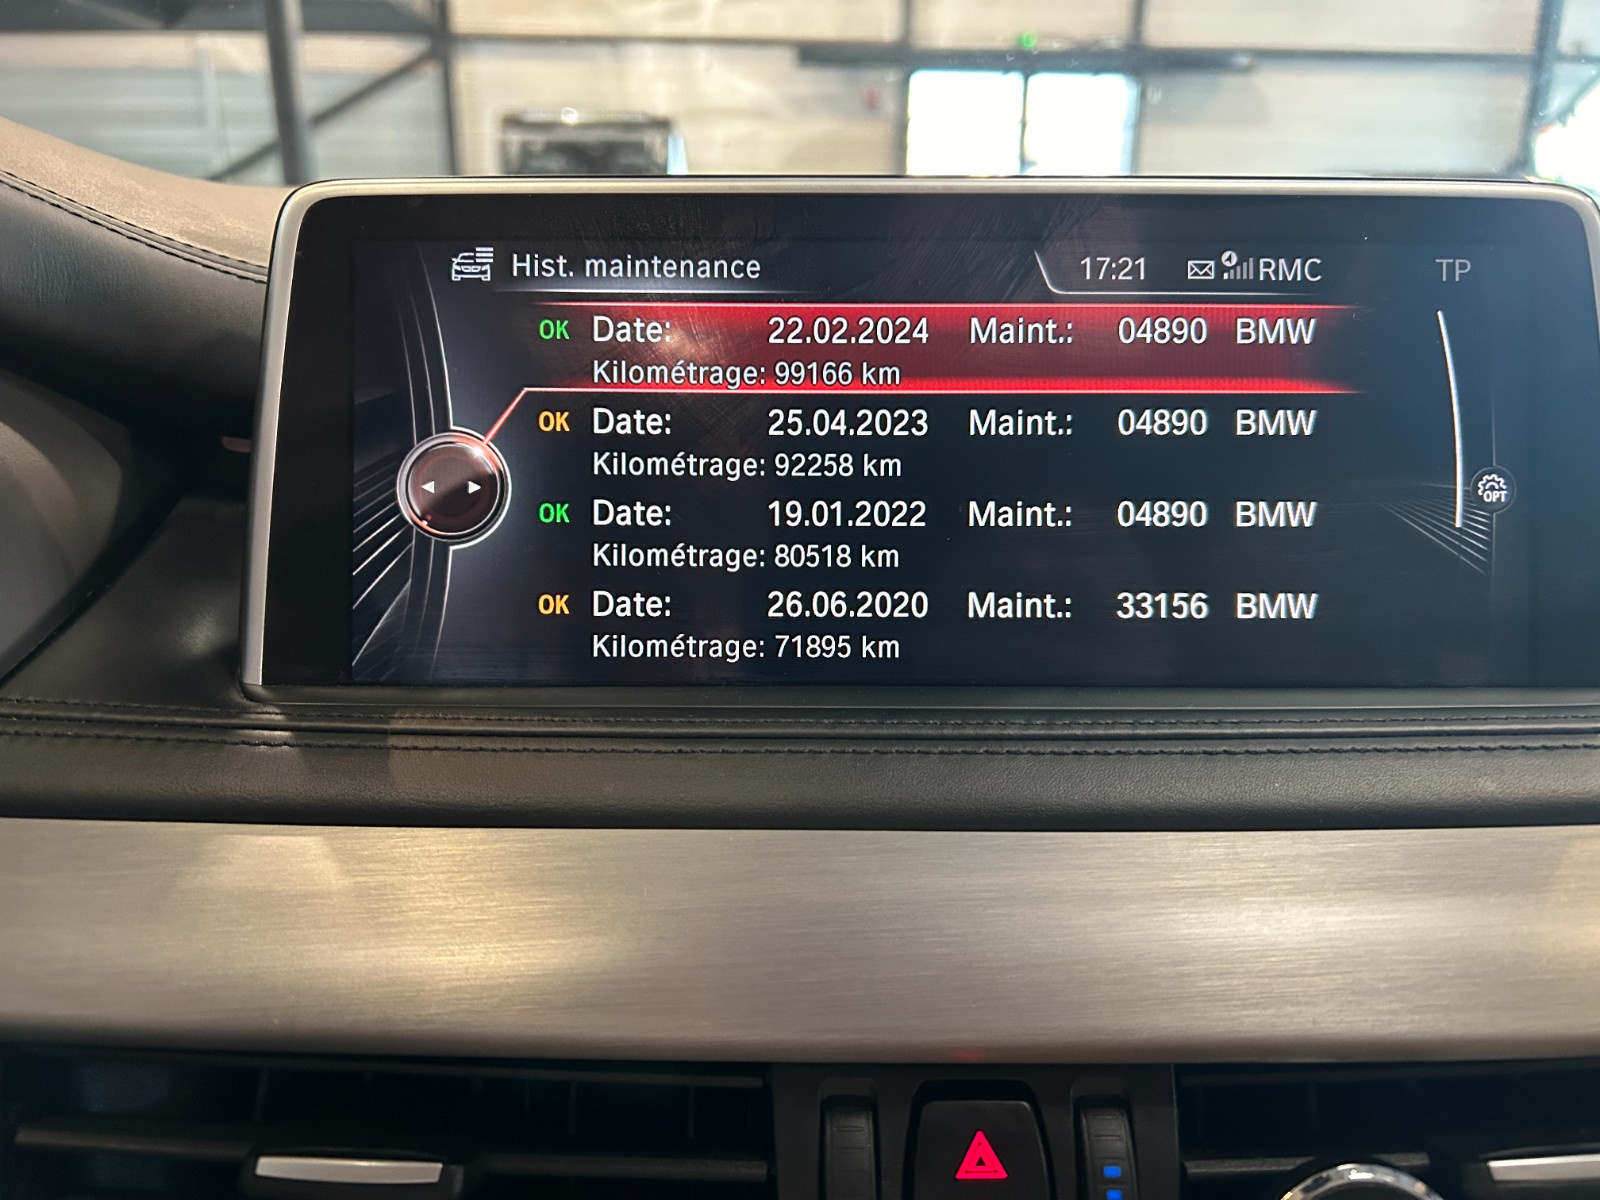 Hist. maintenance 17:21 RMC TP
OK Date: 22.02.2024 Maint.: 04890 BMW
Kilométrage: 99166 km
OK Date: 25.04.2023 Maint.: 04890 BMW
Kilométrage: 92258 km
OPT
OK Date: 19.01.2022 Maint.: 04890 BMW
Kilométrage: 80518 km
OK Date: 26.06.2020 Maint.: 33156 BMW
Kilométrage: 71895 km